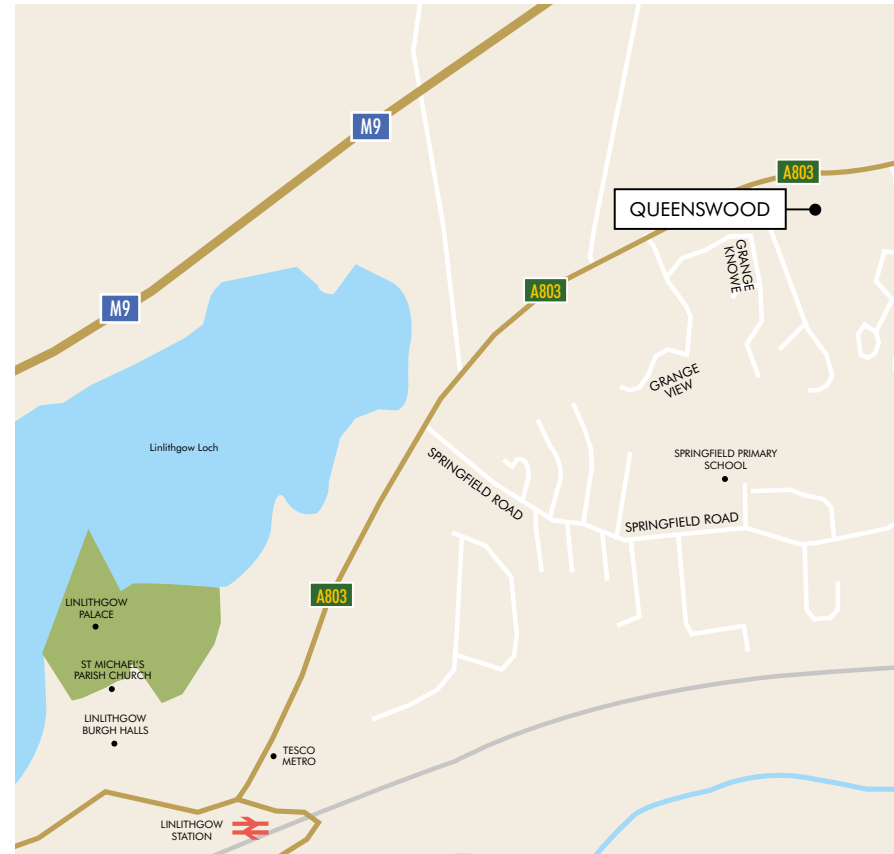 M9
A803
QUEENSWOOD
GRANGE
KNOWE
A803
M9
GRANGE
VIEW
Linlithgow Loch
SPRINGFIELD ROAD
SPRINGFIELD PRIMARY
SCHOOL
SPRINGFIELD ROAD
A803
LINLITHGOW
PALACE
ST MICHAEL'S
PARISH CHURCH
LINLITHGOW
BURGH HALLS
TESCO
METRO
LINLITHGOW
STATION